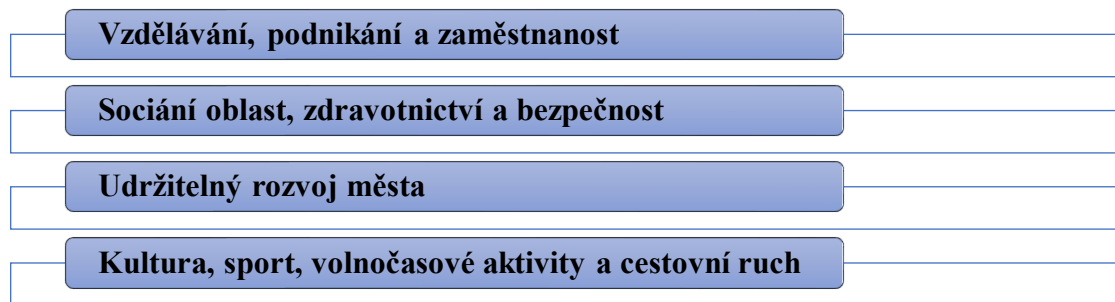 Vzdělávání, podnikání a zaměstnanost
Sociání oblast, zdravotnictví a bezpečnost
Udržitelný rozvoj města
Kultura, sport, volnočasové aktivity a cestovní ruch